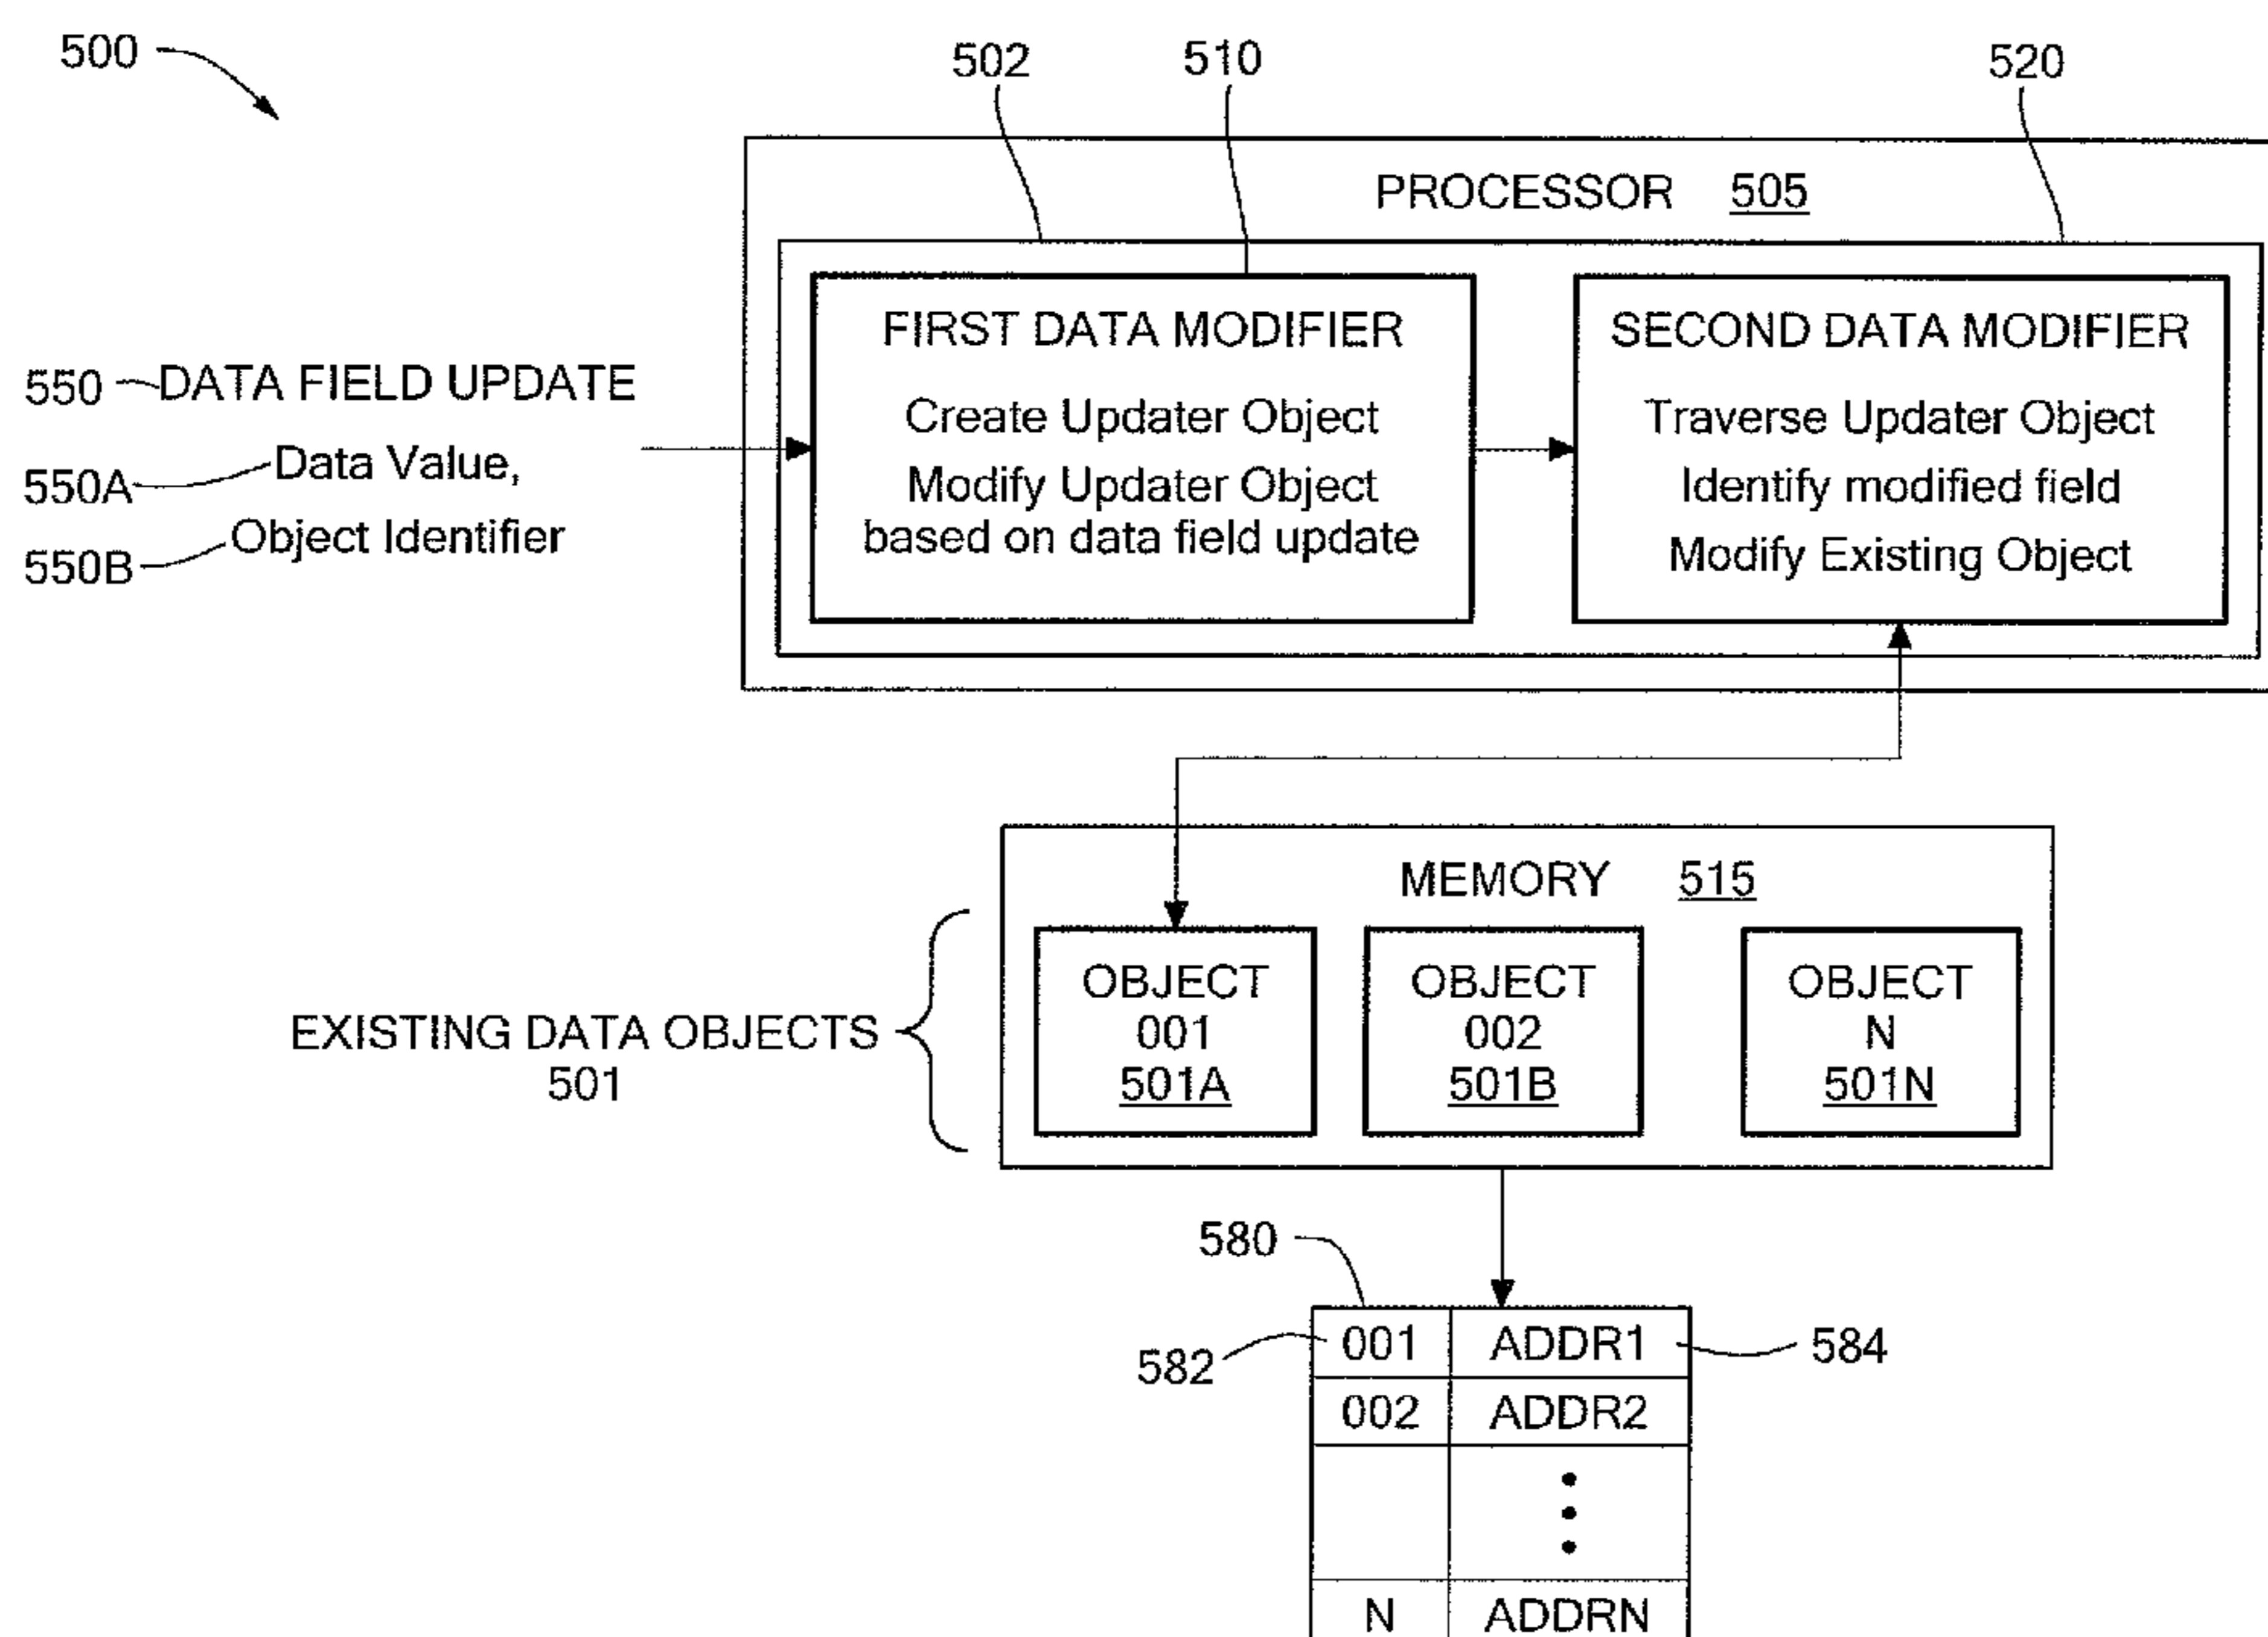 500
502
510
520
PROCESSOR 505
FIRST DATA MODIFIER
Create Updater Object
Modify Updater Object
based on data field update
SECOND DATA MODIFIER
Traverse Updater Object
Identify modified field
Modify Existing Object
550 DATA FIELD UPDATE
550A Data Value,
550B Object Identifier
MEMORY 515
EXISTING DATA OBJECTS
501
OBJECT
001
501A
OBJECT
002
501B
OBJECT
N
501N
580
582
001 ADDR1
584
002 ADDR2
N ADDRN